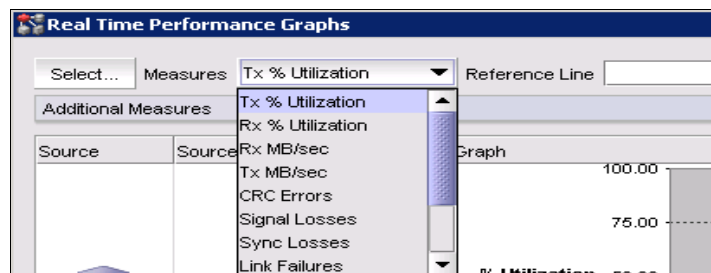 Real Time Performance Graphs
Select... Measures Tx % Utilization Reference Line
Additional Measures
Tx % Utilization
Rx % Utilization
Rx MB/sec
Tx MB/sec
CRC Errors
Signal Losses
Sync Losses
Link Failures
Source Source Graph
100.00
75.00
% Utilization 50.00